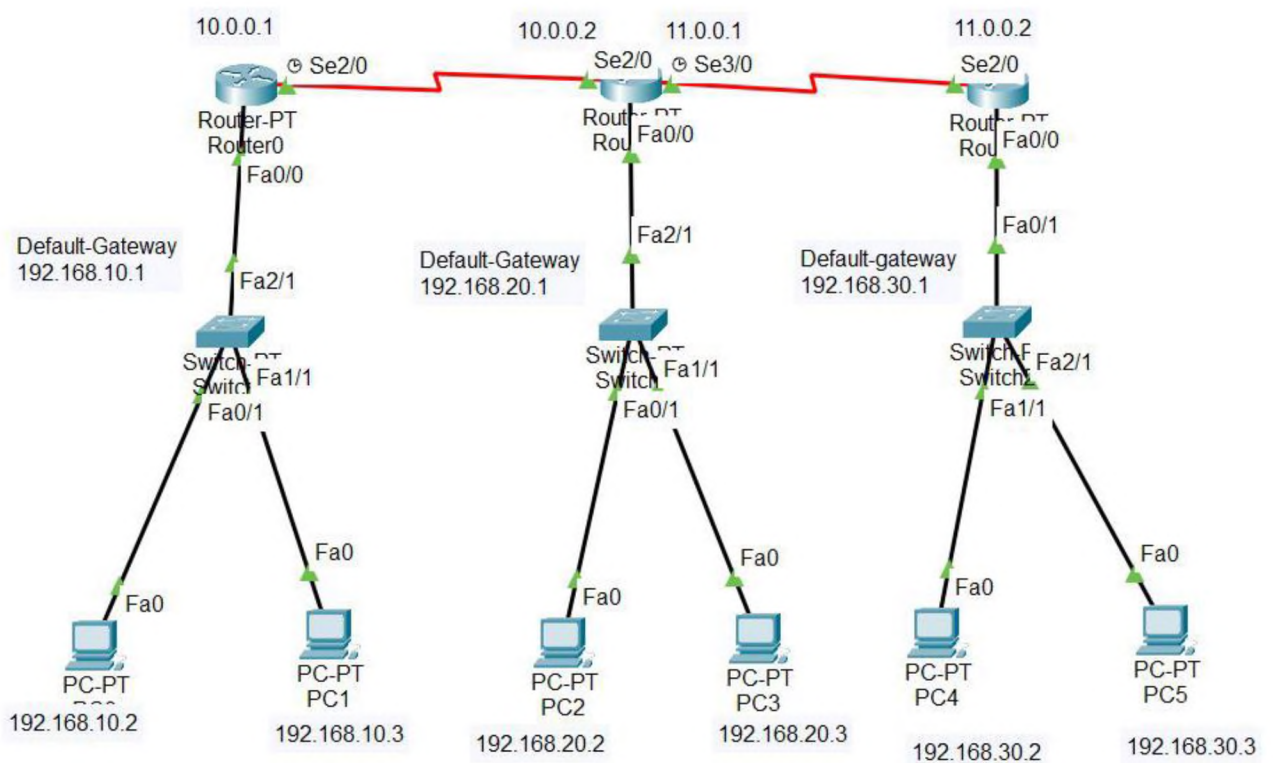 10.0.0.1
10.0.0.2
11.0.0.1
11.0.0.2
Se2/0
Se2/0
Se3/0
Se2/0
Router-PT
Router0
Fa0/0
Fa0/0
Fa0/0
Default-Gateway
192.168.10.1
Fa2/1
Default-Gateway
192.168.20.1
Fa2/1
Default-gateway
192.168.30.1
Fa0/1
Fa1/1
Fa0/1
Fa1/1
Fa0/1
Fa2/1
Fa1/1
Fa0
Fa0
Fa0
Fa0
Fa0
Fa0
PC-PT
192.168.10.2
PC-PT
PC1
192.168.10.3
PC-PT
PC2
192.168.20.2
PC-PT
PC3
192.168.20.3
PC-PT
PC4
192.168.30.2
PC-PT
PC5
192.168.30.3